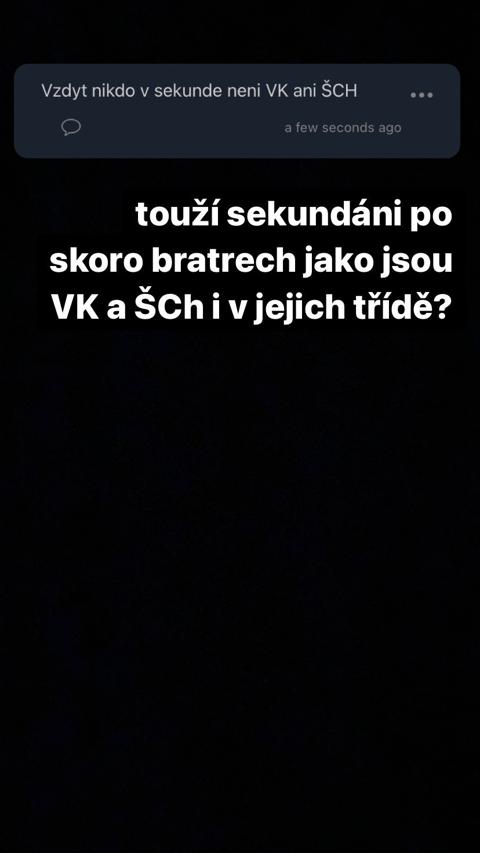 Vzdyt nikdo v sekunde neni VK ani ŠCH
a few seconds ago
touží sekundáni po
skoro bratrech jako jsou
VK a ŠCh i v jejich třídě?